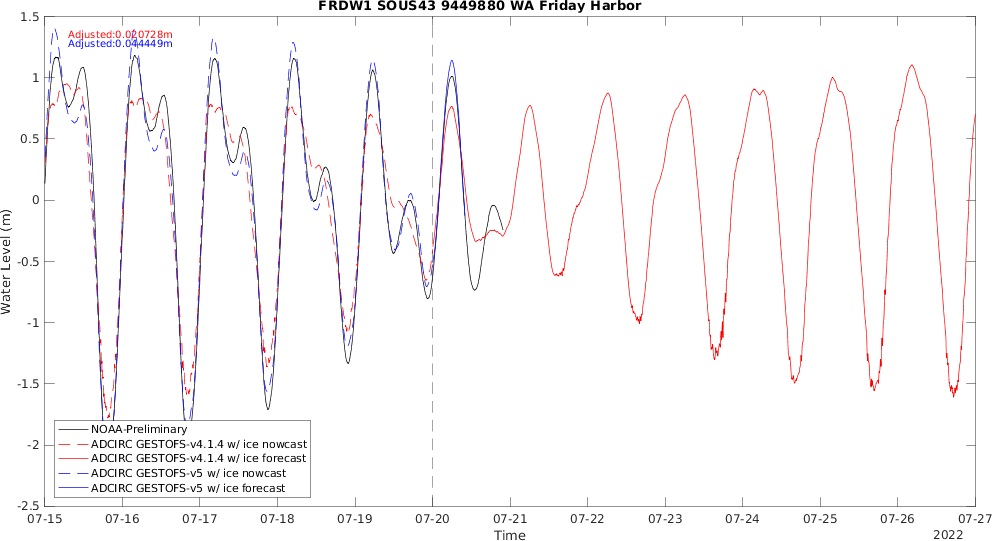 FRDW1 SOUS43 9449880 WA Friday Harbor
Adjusted:0.020728m
Adjusted:0.044449m
Water Level (m)
1.5
1
0.5
0
-0.5
-1
-1.5
-2
-2.5
NOAA-Preliminary
ADCIRC GESTOFS-v4.1.4 w/ ice nowcast
ADCIRC GESTOFS-v4.1.4 w/ ice forecast
ADCIRC GESTOFS-v5 w/ ice nowcast
ADCIRC GESTOFS-v5 w/ ice forecast
07-15 07-16 07-17 07-18 07-19 07-20 07-21 07-22 07-23 07-24 07-25 07-26 07-27
Time
2022